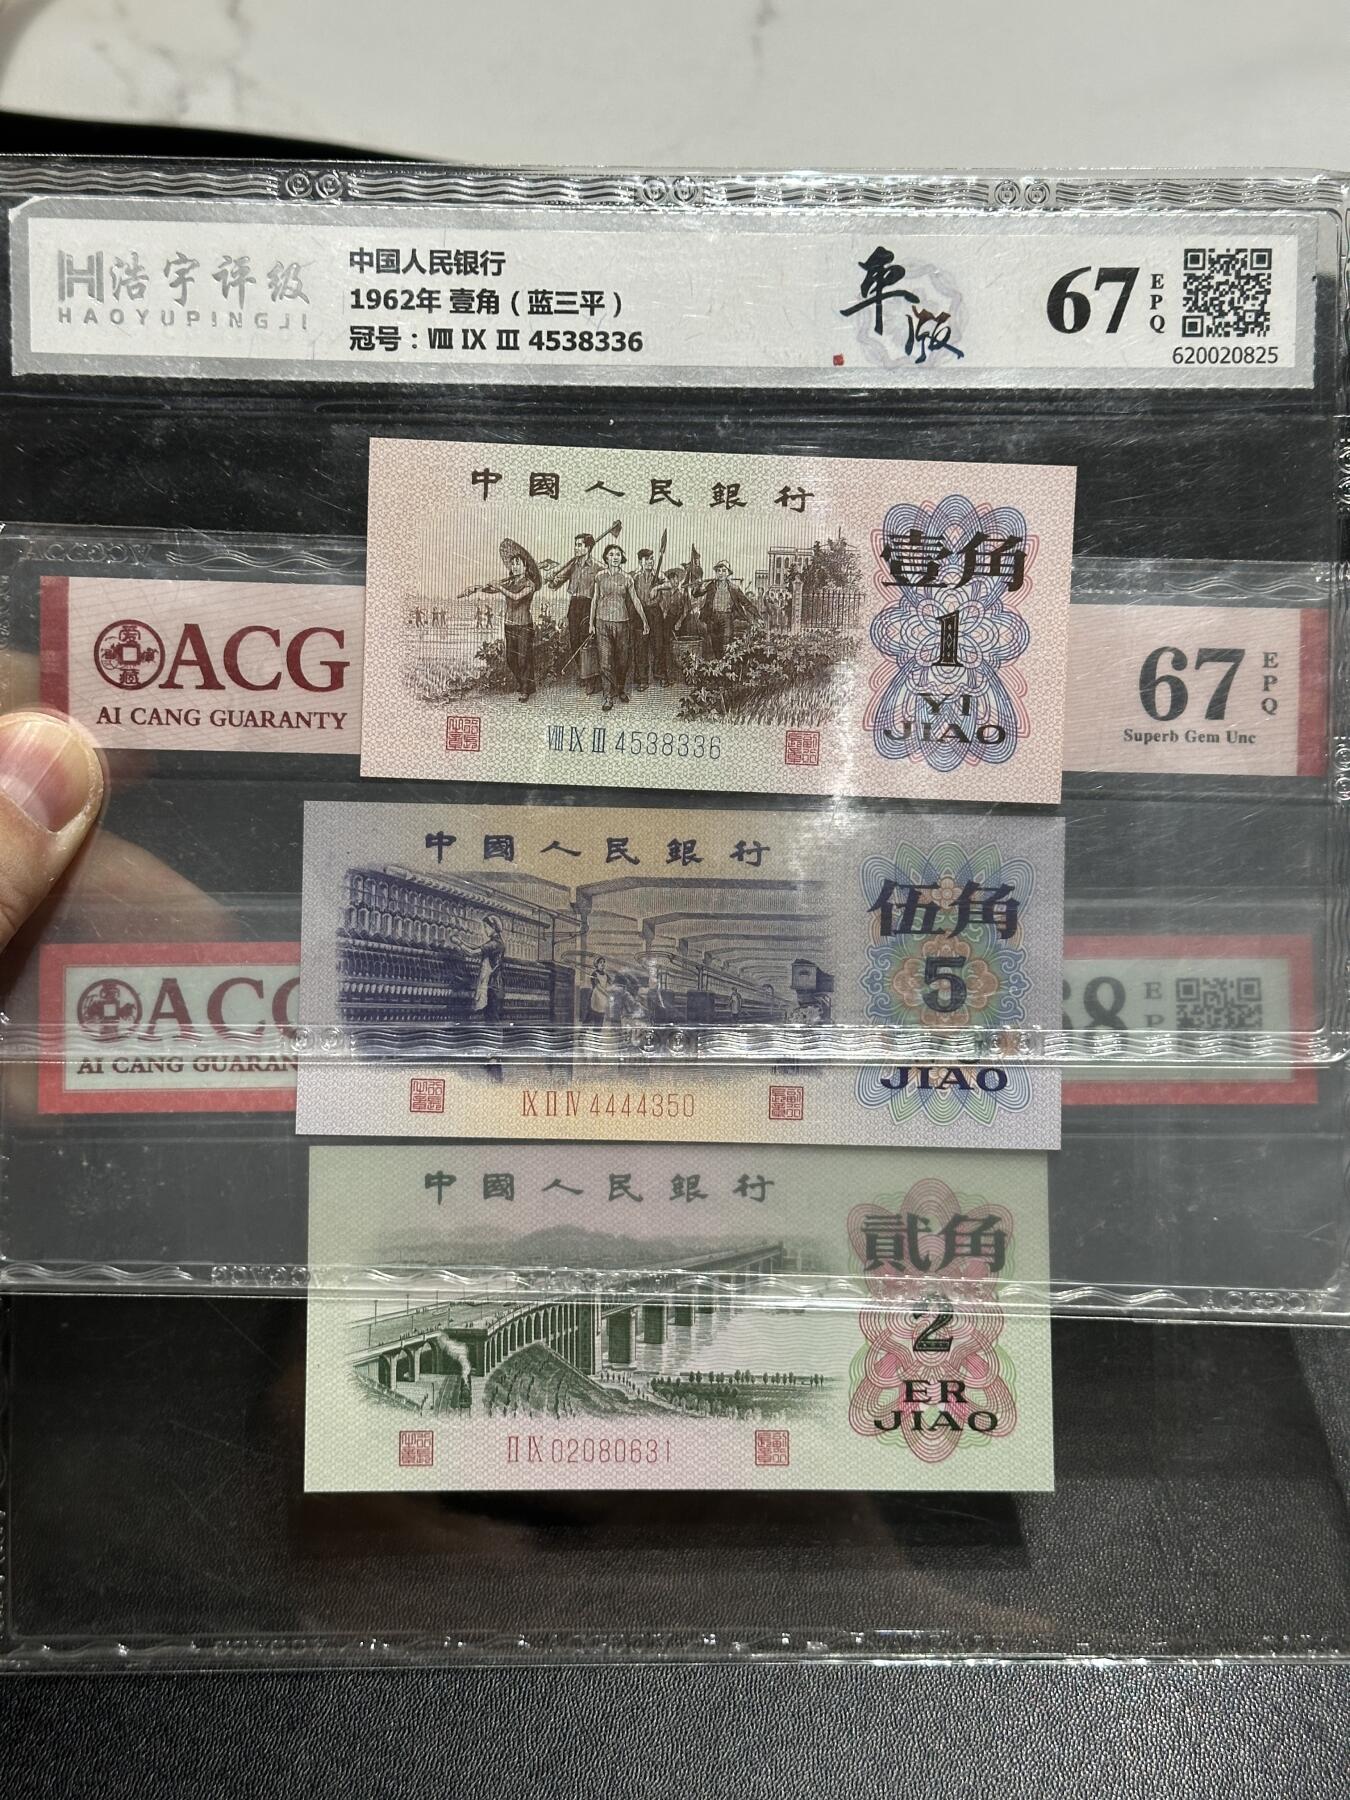 浩宇评级
HAOYUPINGJI
中国人民银行
1962年 壹角（蓝三平）
冠号：Ⅷ Ⅸ Ⅲ 4538336
车版
67
EPQ
620020825
中國人民銀行
壹角
1
YI
JIAO
Ⅷ Ⅸ Ⅲ 4538336
ACG
AI CANG GUARANTY
67
EPQ
Superb Gem Unc
中國人民銀行
伍角
5
JIAO
Ⅸ Ⅱ Ⅳ 4444350
ACG
AI CANG GUARAN
68
EP
中國人民銀行
貳角
2
ER
JIAO
Ⅱ Ⅸ 02080631